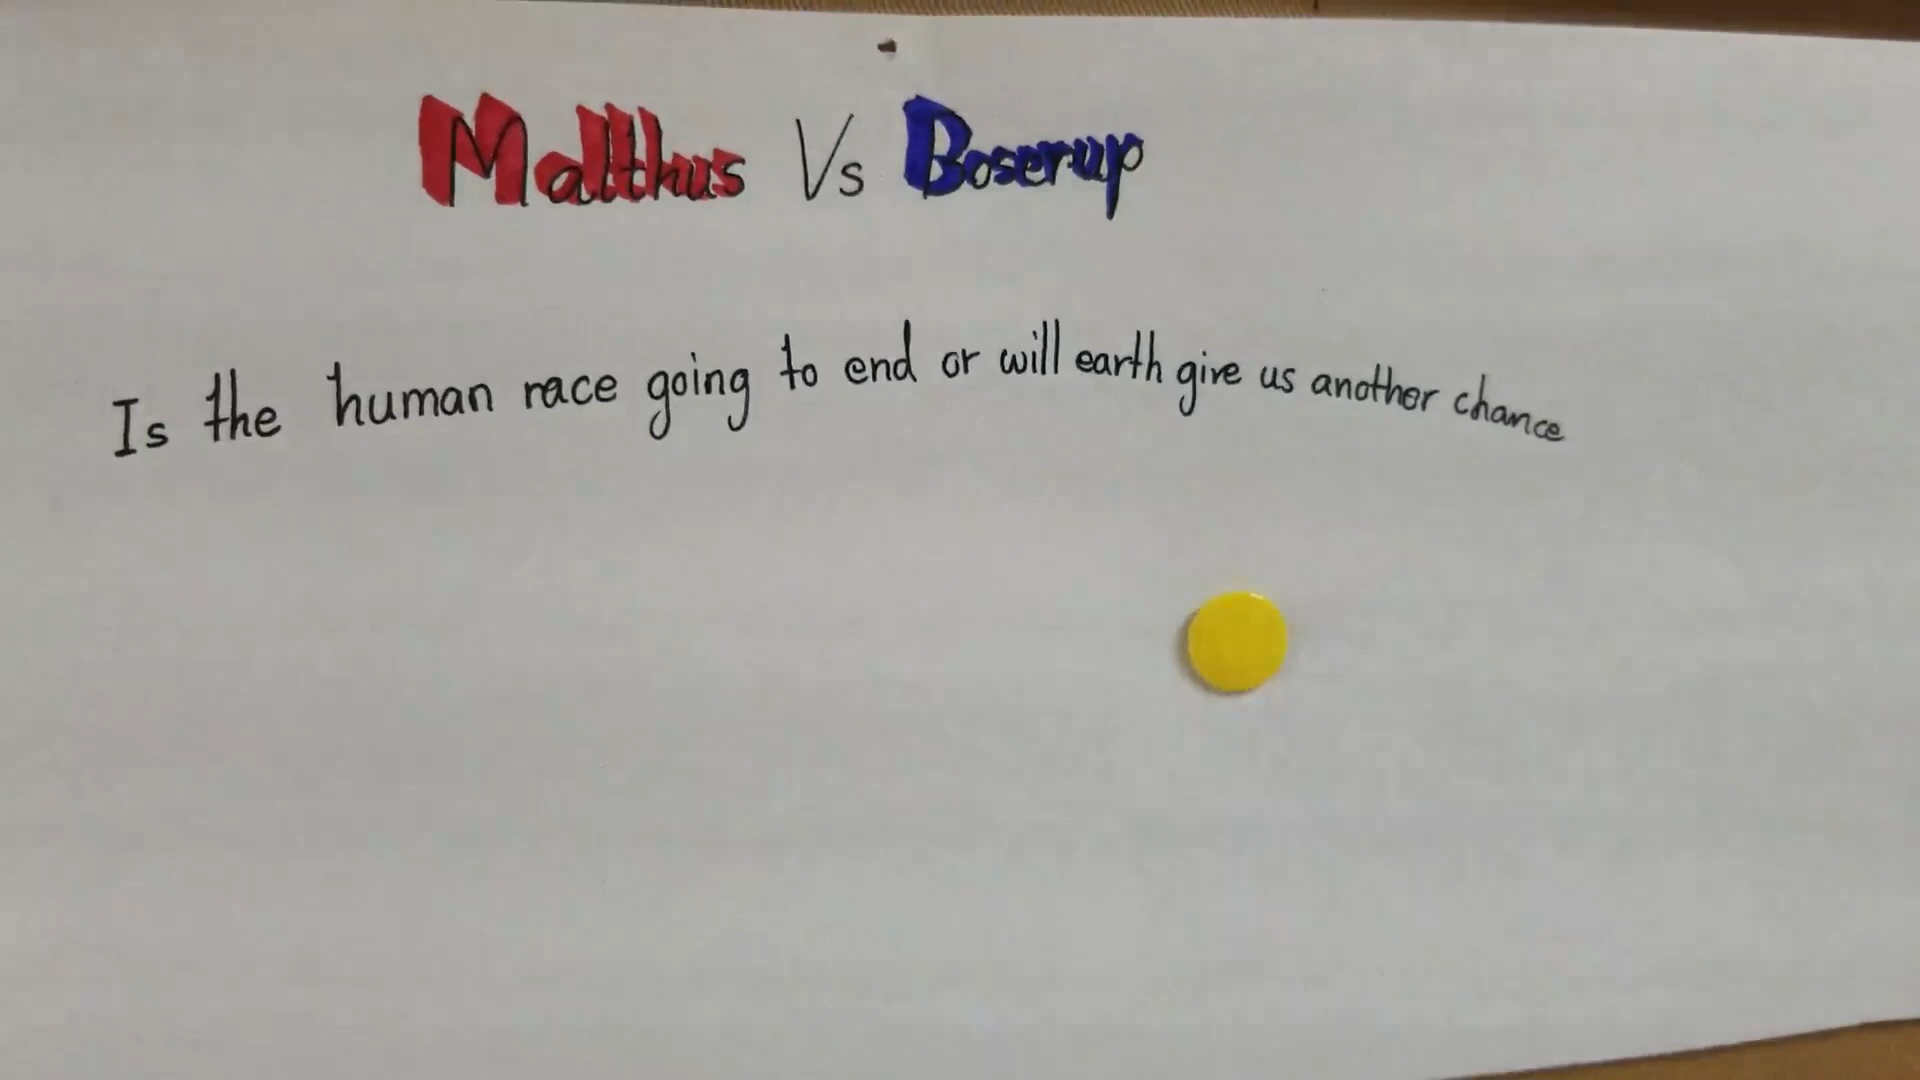 Malthus Vs Boserup
Is the human race going to end or will earth give us another chance